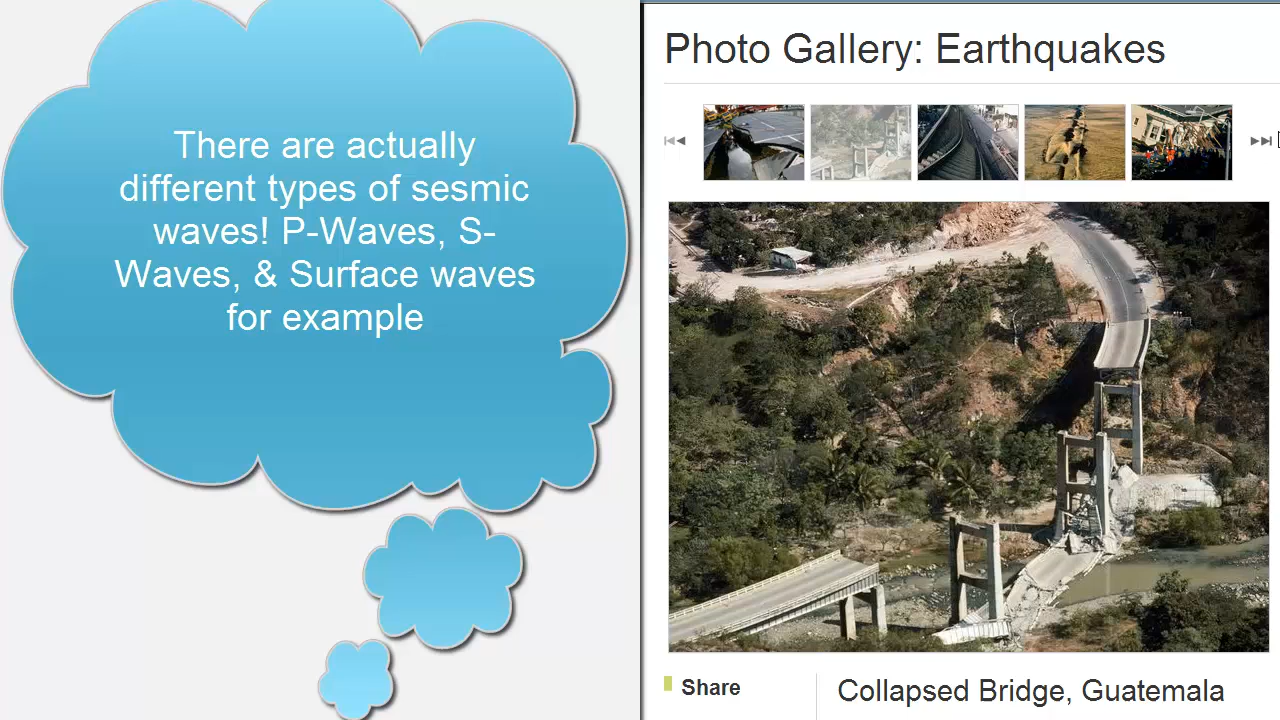 There are actually
different types of sesmic
waves! P-Waves, S-
Waves, & Surface waves
for example
Photo Gallery: Earthquakes
Share
Collapsed Bridge, Guatemala